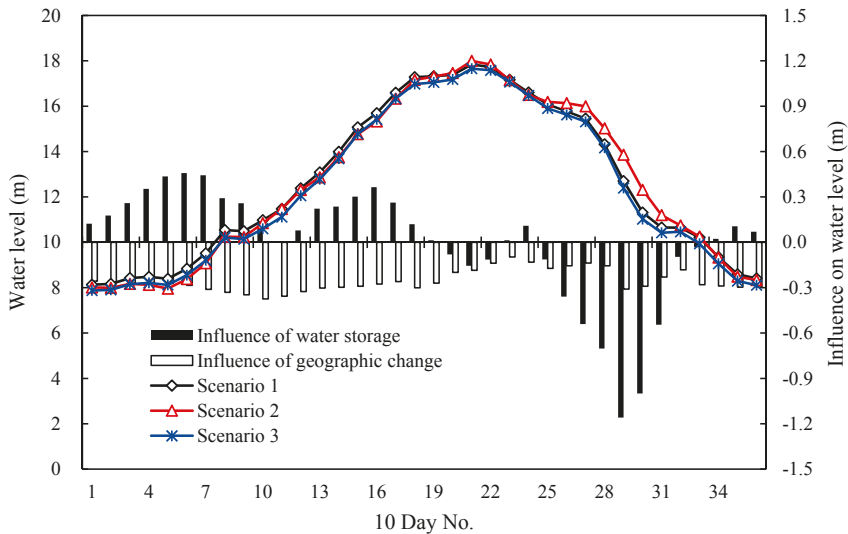 20
18
16
14
12
10
8
6
4
2
0
Water level (m)
1.5
1.2
0.9
0.6
0.3
0.0
-0.3
-0.6
-0.9
-1.2
-1.5
Influence on water level (m)
Influence of water storage
Influence of geographic change
Scenario 1
Scenario 2
Scenario 3
1 4 7 10 13 16 19 22 25 28 31 34
10 Day No.